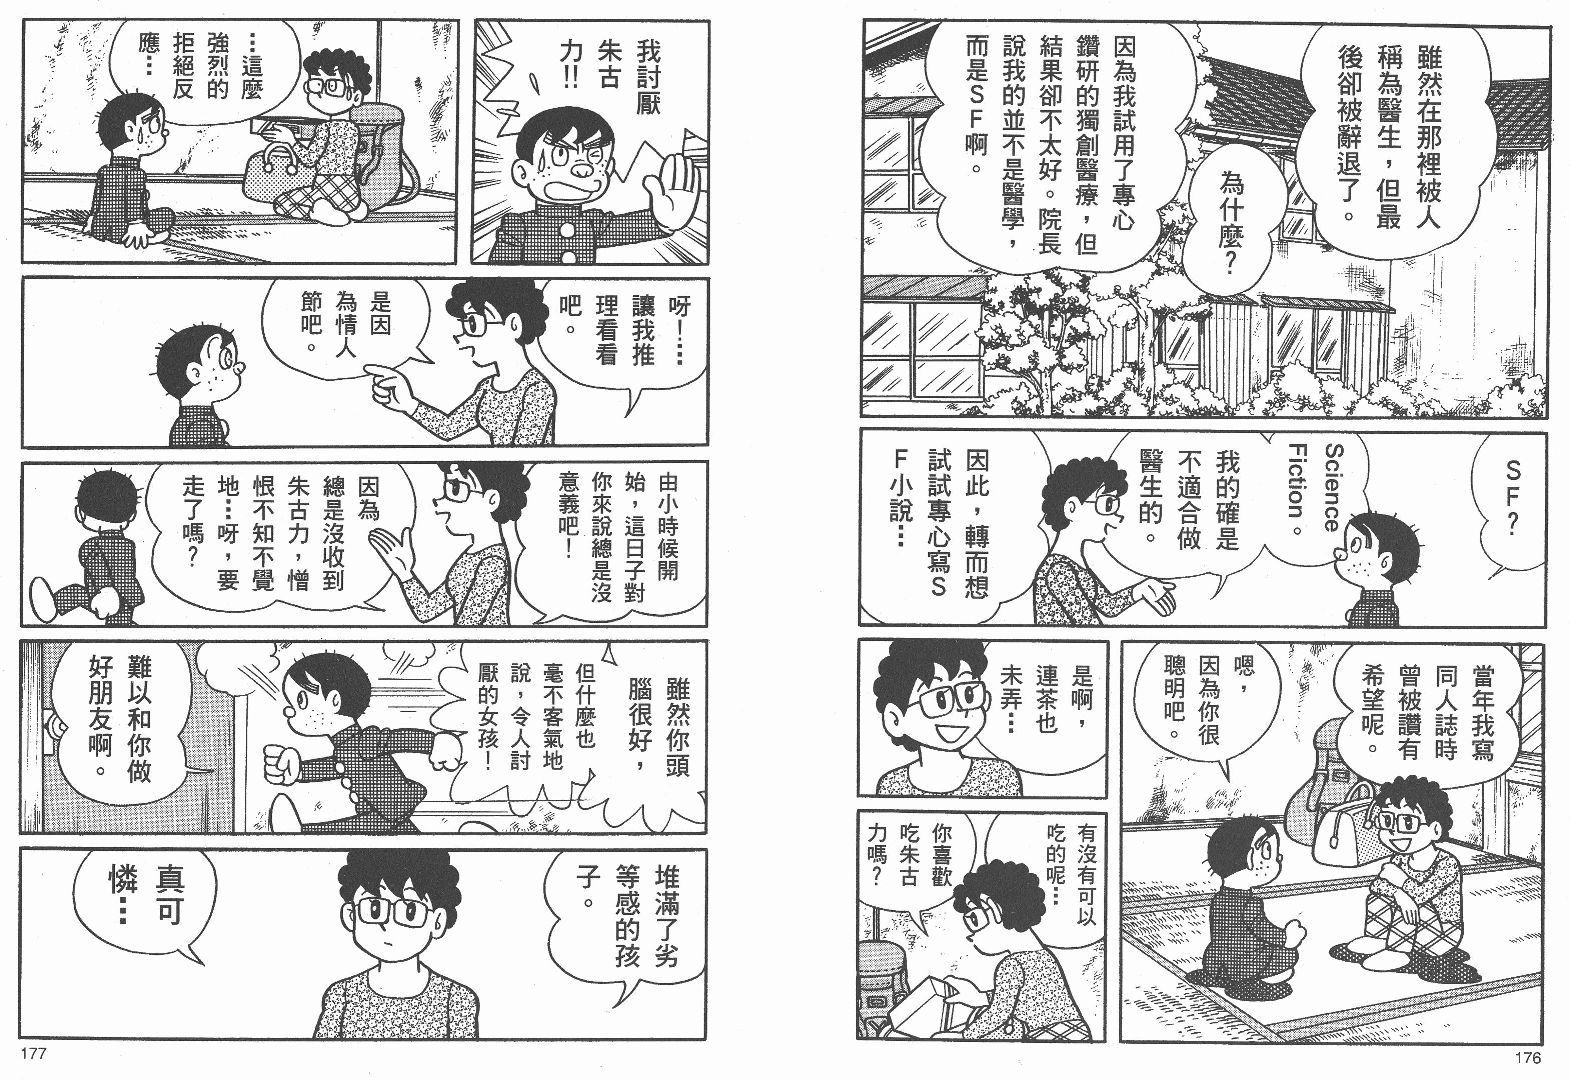 雖然在那裡被人
稱為醫生，但最
後卻被辭退了。
為什麼？
因為我試用了專心
鑽研的獨創醫療，但
結果卻不太好。院長
說我的並不是醫學，
而是SF啊。
SF？
Science
Fiction。
我的確是
不適合做
醫生的。
因此，轉而想
試試專心寫S
F小說…
當年我寫
同人誌時
曾被讚有
希望呢。
嗯，
因為你很
聰明吧。
是啊，
連茶也
未弄…
有沒有可以
吃的呢…
你喜歡
吃朱古
力嗎？
176
我討厭
朱古
力!!
…這麼
強烈的
拒絕反
應…
呀！…
讓我推
理看看
吧。
是因
為情人
節吧。
由小時候開
始，這日子對
你來說總是沒
意義吧！
因為
總是沒收到
朱古力，憎
恨不知不覺
地…呀，要
走了嗎？
雖然你頭
腦很好，
但什麼也
毫不客氣地
說，令人討
厭的女孩！
難以和你做
好朋友啊。
堆滿了劣
等感的孩
子。
真可
憐…
177